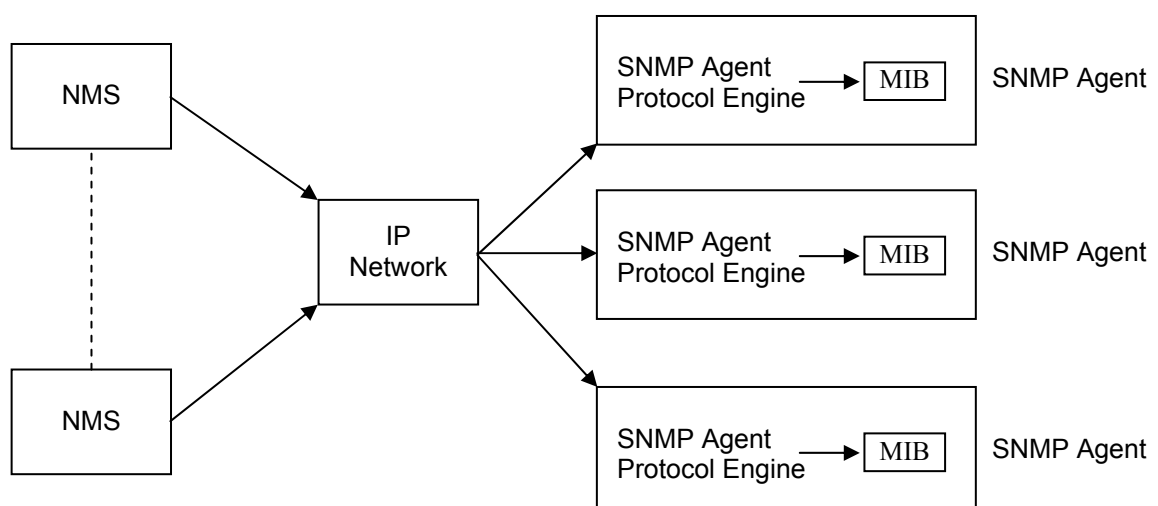 NMS
NMS
IP
Network
SNMP Agent
Protocol Engine
MIB
SNMP Agent
SNMP Agent
Protocol Engine
MIB
SNMP Agent
SNMP Agent
Protocol Engine
MIB
SNMP Agent